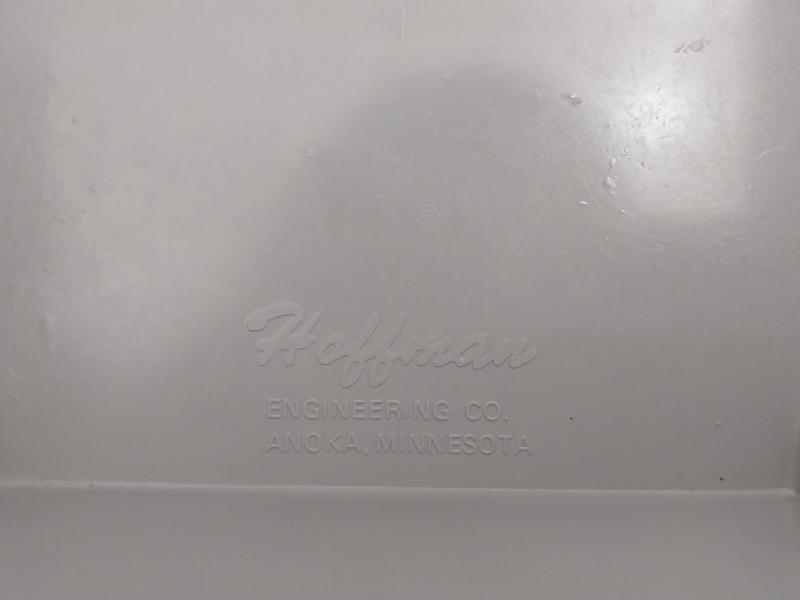 Hoffman
ENGINEERING CO.
ANOKA, MINNESOTA